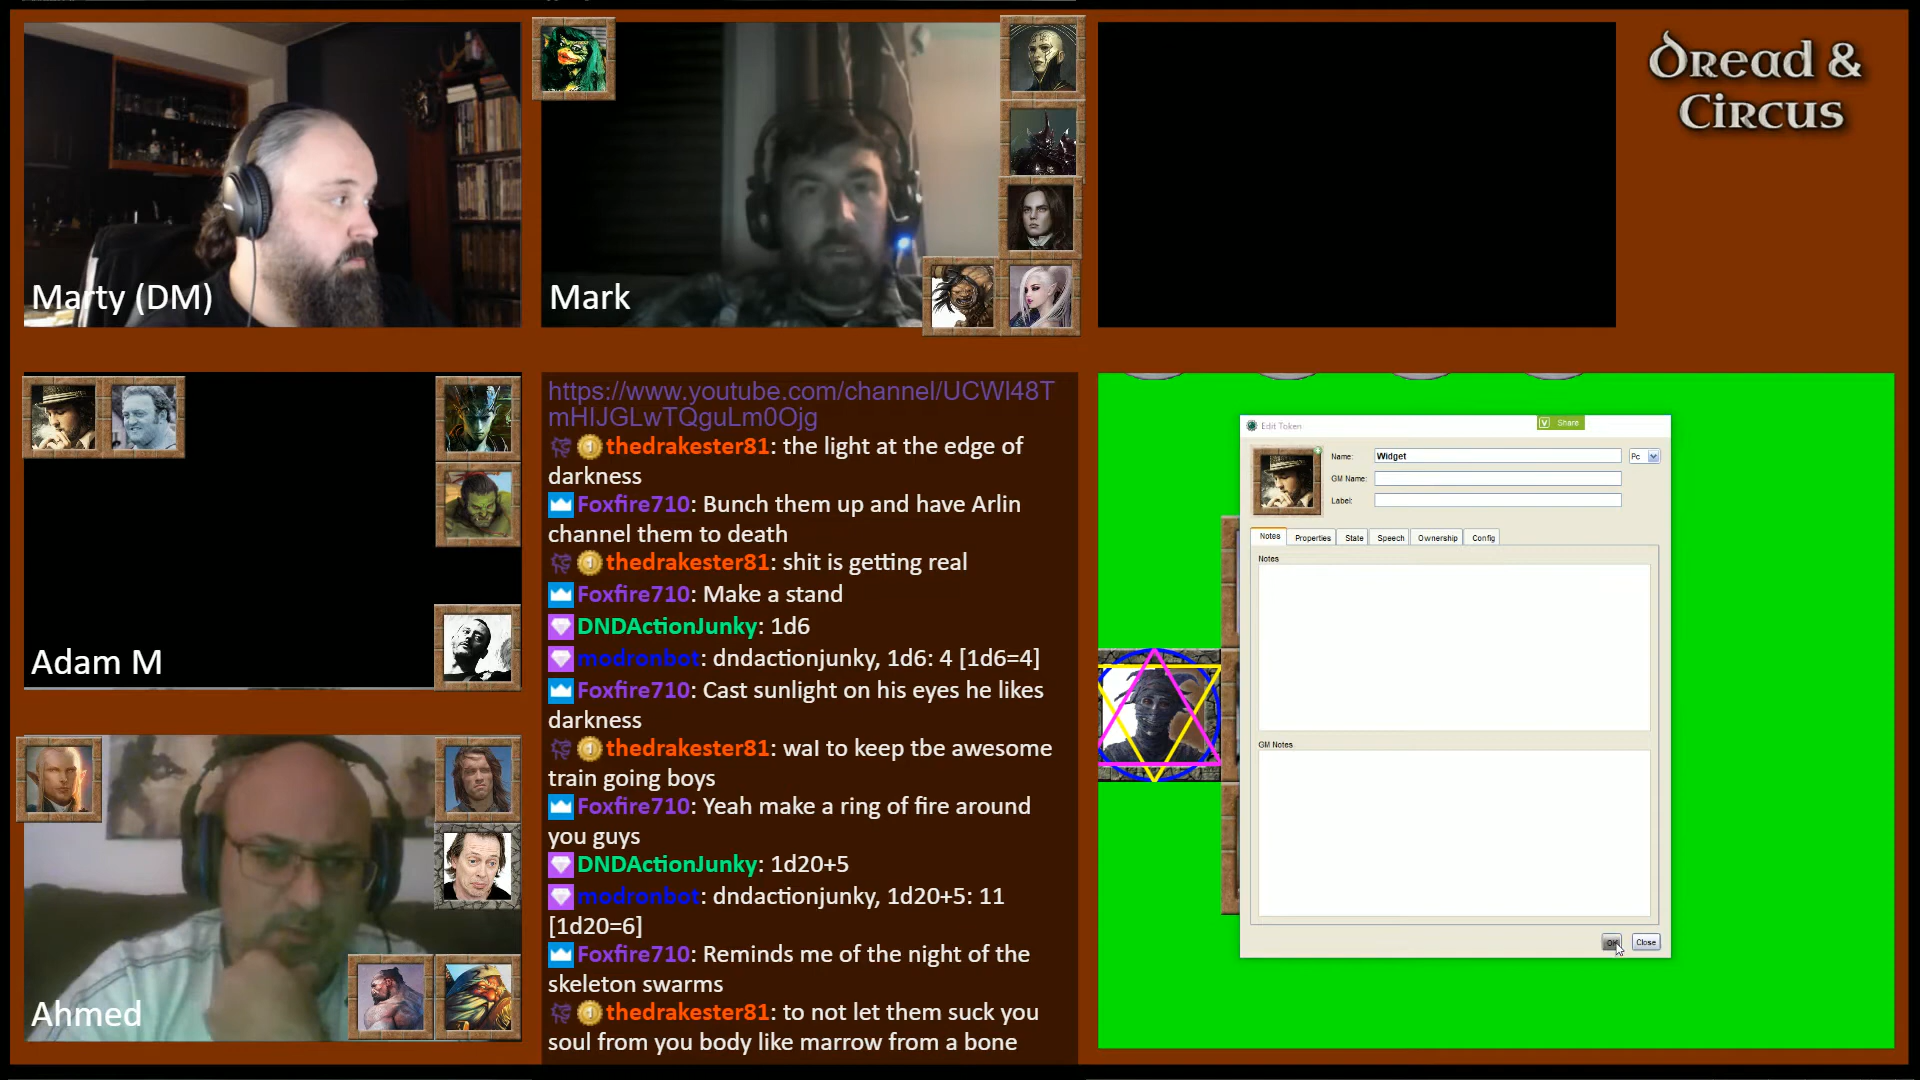 Dread &
Circus
Marty (DM)
Mark
Adam M
Ahmed
https://www.youtube.com/channel/UCWl48T
mHIJGLwTQguLm0Ojg
thedrakester81: the light at the edge of
darkness
Foxfire710: Bunch them up and have Arlin
channel them to death
thedrakester81: shit is getting real
Foxfire710: Make a stand
DNDActionJunky: 1d6
modronbot: dndactionjunky, 1d6: 4 [1d6=4]
Foxfire710: Cast sunlight on his eyes he likes
darkness
thedrakester81: waI to keep tbe awesome
train going boys
Foxfire710: Yeah make a ring of fire around
you guys
DNDActionJunky: 1d20+5
modronbot: dndactionjunky, 1d20+5: 11
[1d20=6]
Foxfire710: Reminds me of the night of the
skeleton swarms
thedrakester81: to not let them suck you
soul from you body like marrow from a bone
Edit Token
V Share
Name: Widget Pc
GM Name:
Label:
Notes Properties State Speech Ownership Config
Notes
GM Notes
OK Close